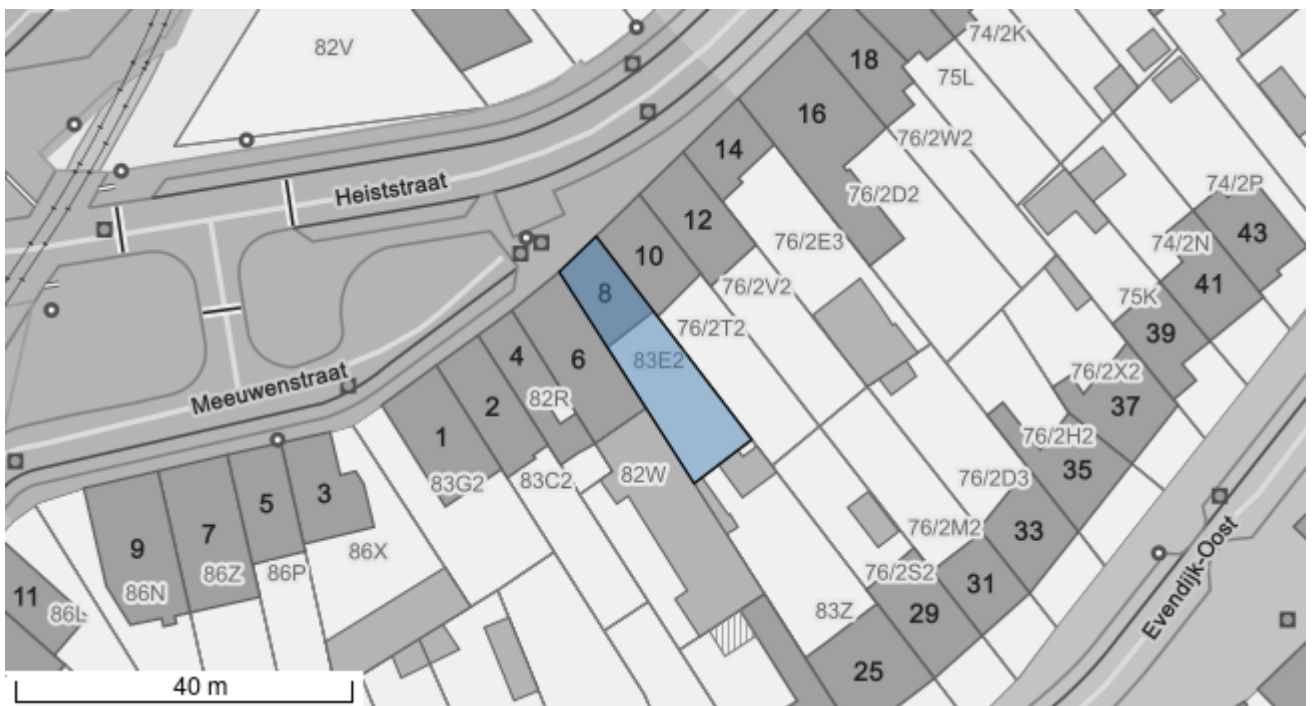 82V
74/2K
18
75L
16
76/2W2
14
Heiststraat
76/2D2
74/2P
12
43
10
76/2E3
74/2N
8
76/2V2
41
75K
76/2T2
39
4
83E2
6
Meeuwenstraat
76/2X2
2
82R
37
1
76/2H2
35
82W
83G2
83C2
76/2D3
3
5
33
7
76/2M2
9
86X
Evendijk-Oost
86P
76/2S2
86Z
31
11
86N
86L
83Z
29
25
40 m